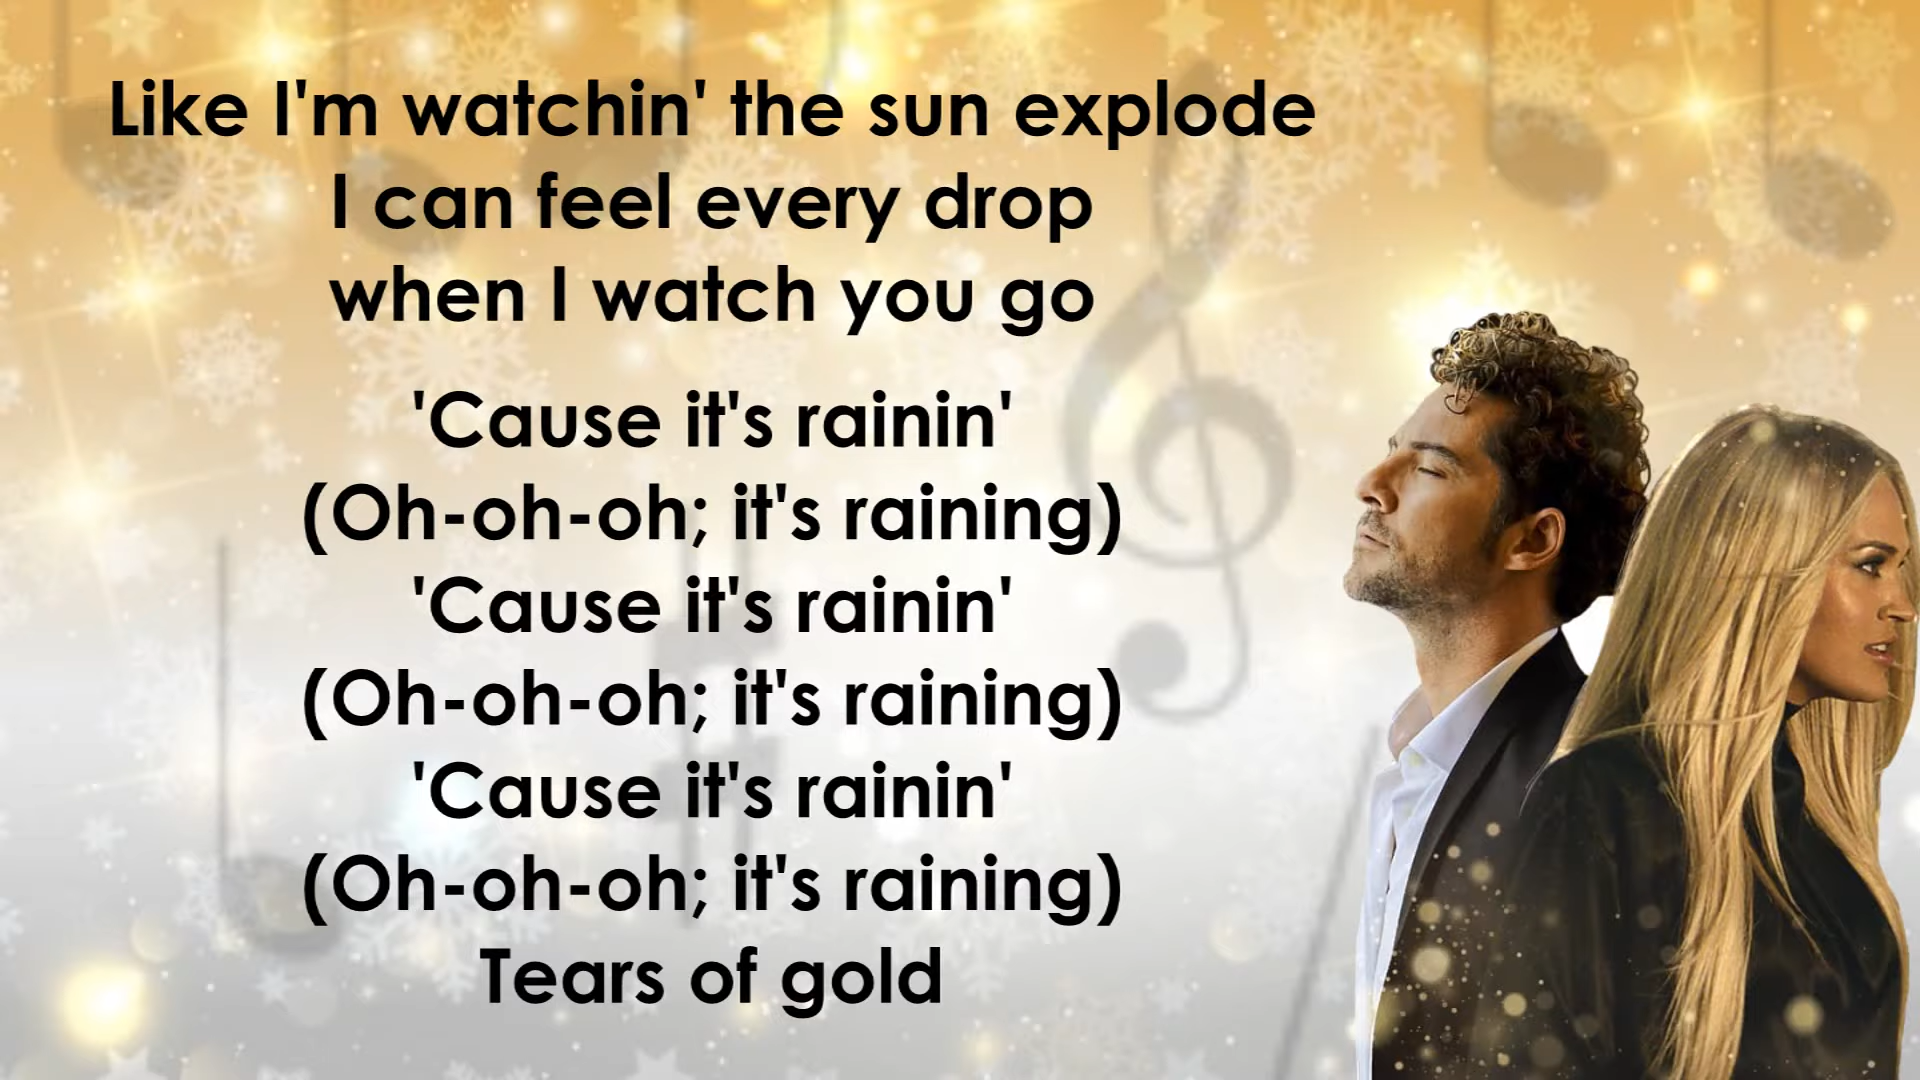 Like I'm watchin' the sun explode
I can feel every drop
when I watch you go
'Cause it's rainin'
(Oh-oh-oh; it's raining)
'Cause it's rainin'
(Oh-oh-oh; it's raining)
'Cause it's rainin'
(Oh-oh-oh; it's raining)
Tears of gold